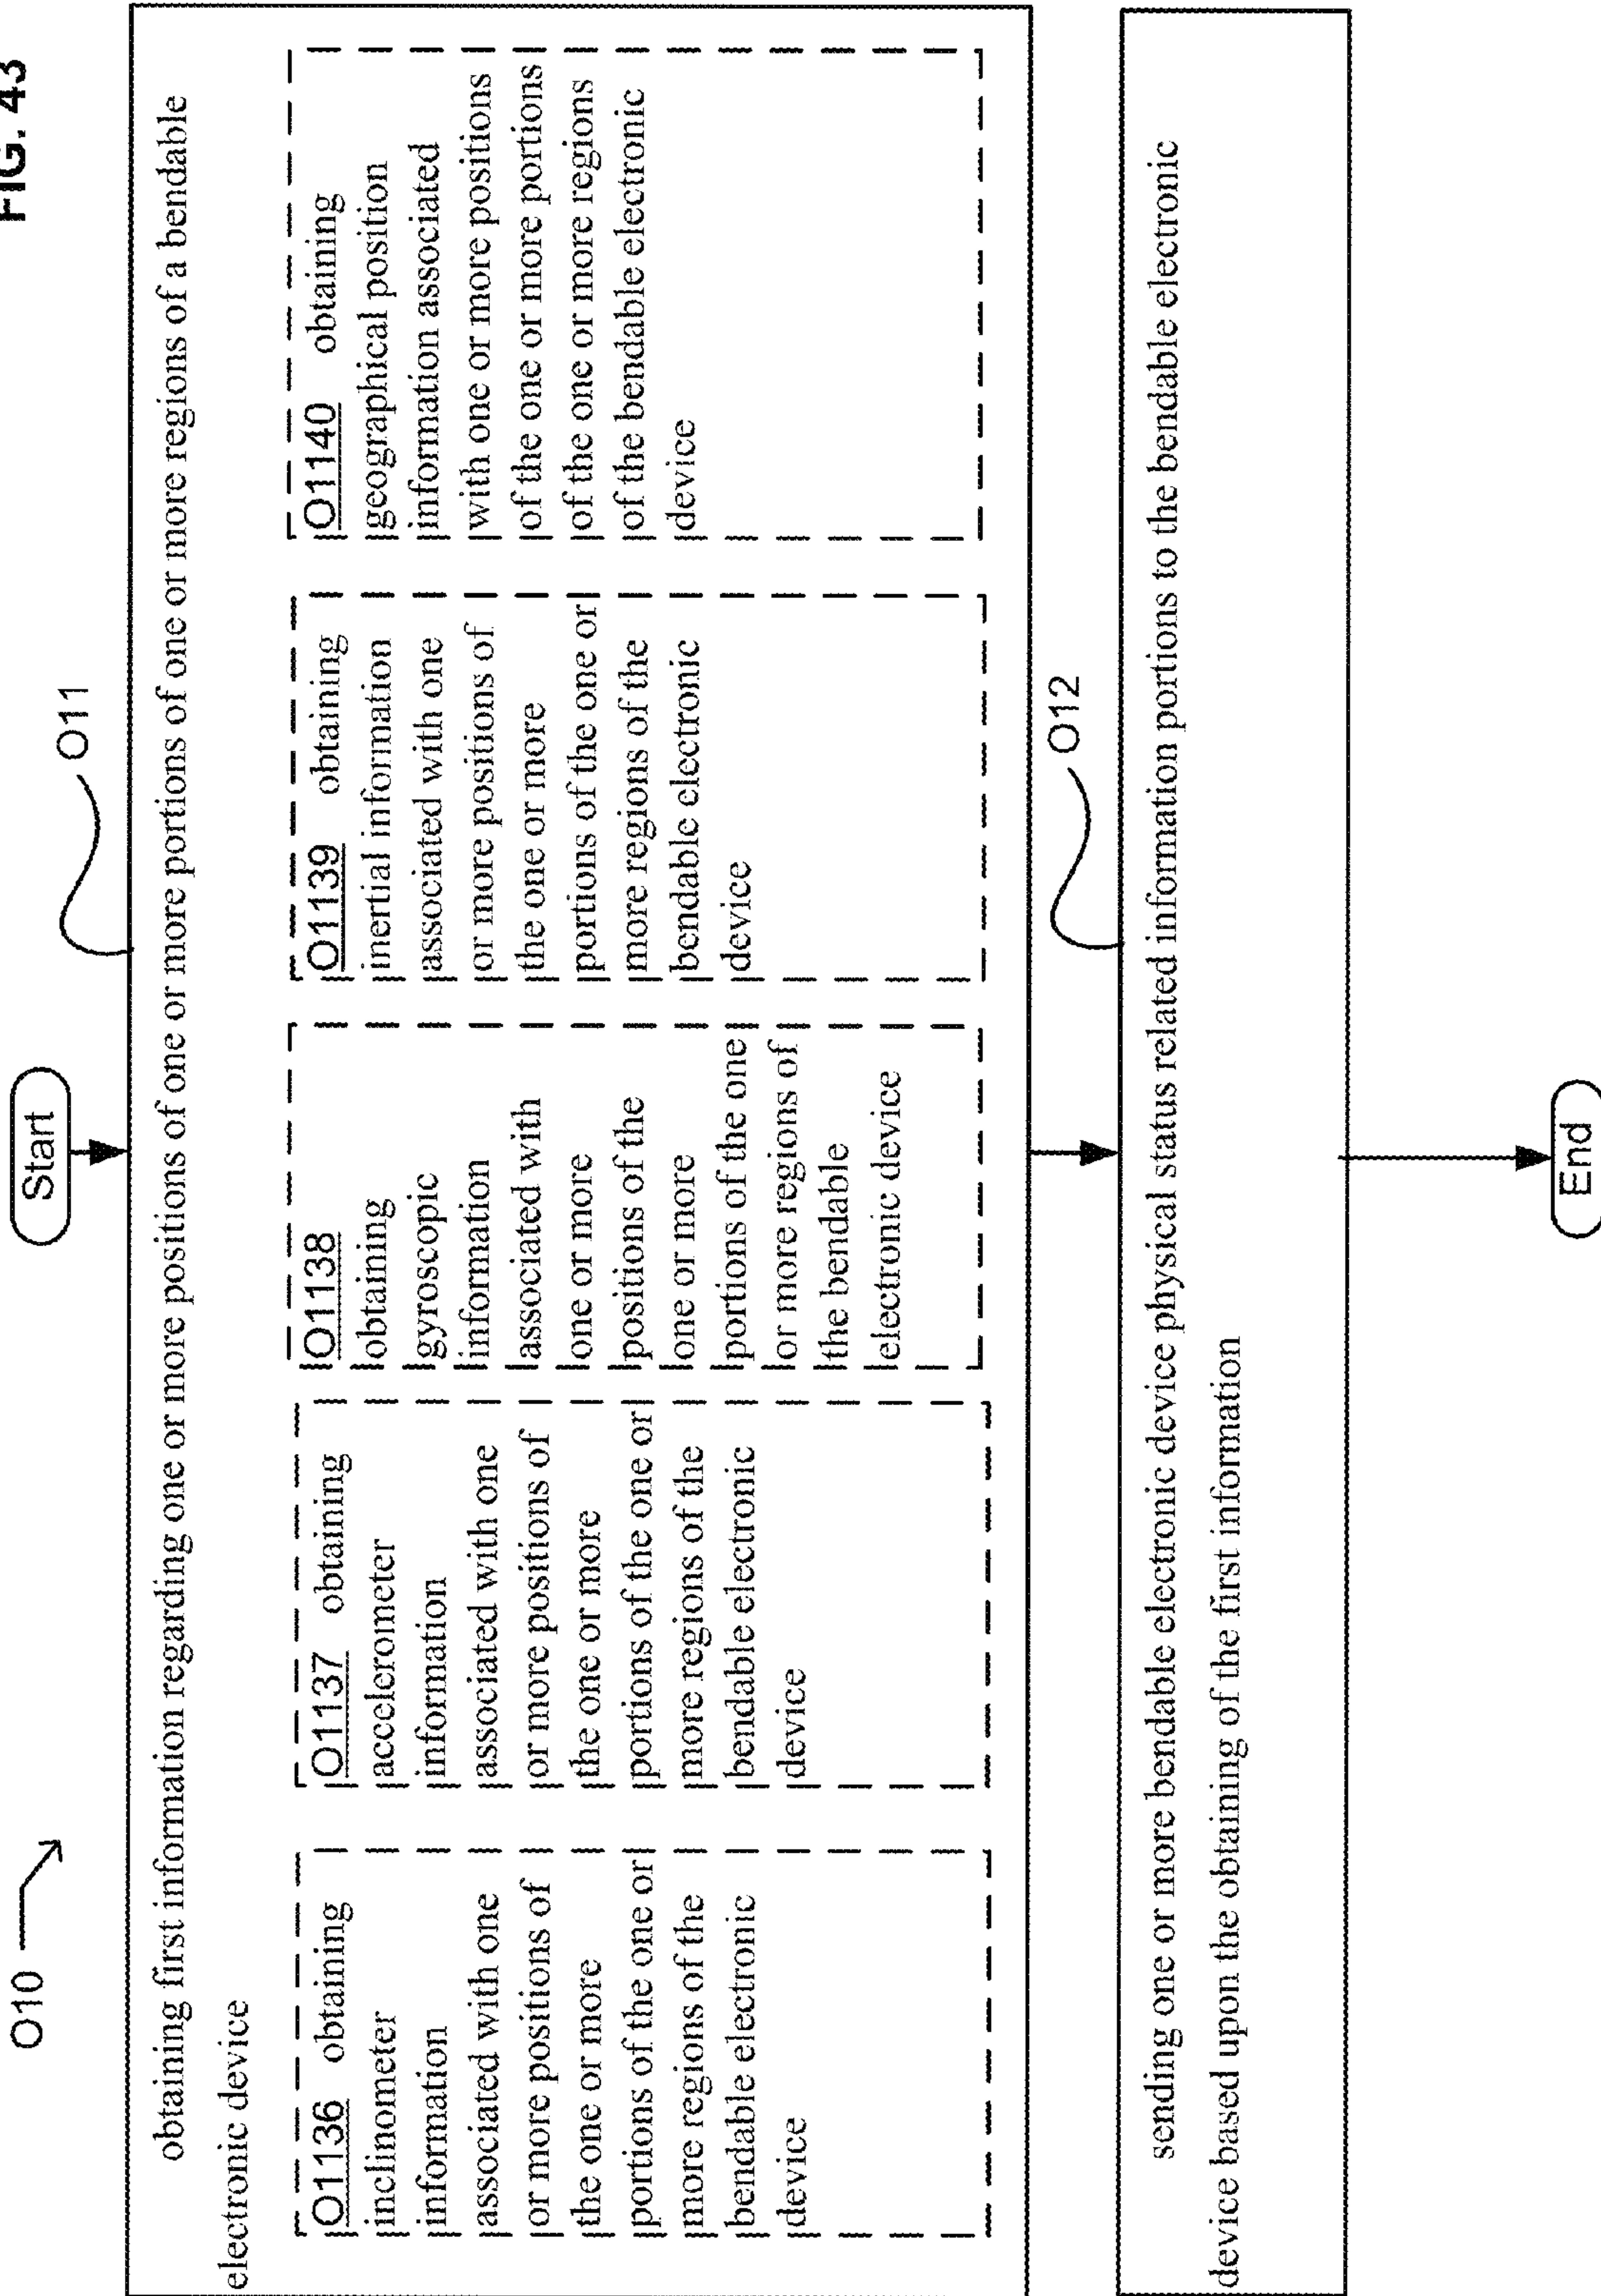 FIG. 43
O10
Start
O11
obtaining first information regarding one or more positions of one or more portions of one or more regions of a bendable
electronic device
O1136 obtaining
inclinometer
information
associated with one
or more positions of
the one or more
portions of the one or
more regions of the
bendable electronic
device
O1137 obtaining
accelerometer
information
associated with one
or more positions of
the one or more
portions of the one or
more regions of the
bendable electronic
device
O1138
obtaining
gyroscopic
information
associated with
one or more
positions of the
one or more
portions of the one
or more regions of
the bendable
electronic device
O1139 obtaining
inertial information
associated with one
or more positions of
the one or more
portions of the one or
more regions of the
bendable electronic
device
O1140 obtaining
geographical position
information associated
with one or more positions
of the one or more portions
of the one or more regions
of the bendable electronic
device
O12
sending one or more bendable electronic device physical status related information portions to the bendable electronic
device based upon the obtaining of the first information
End